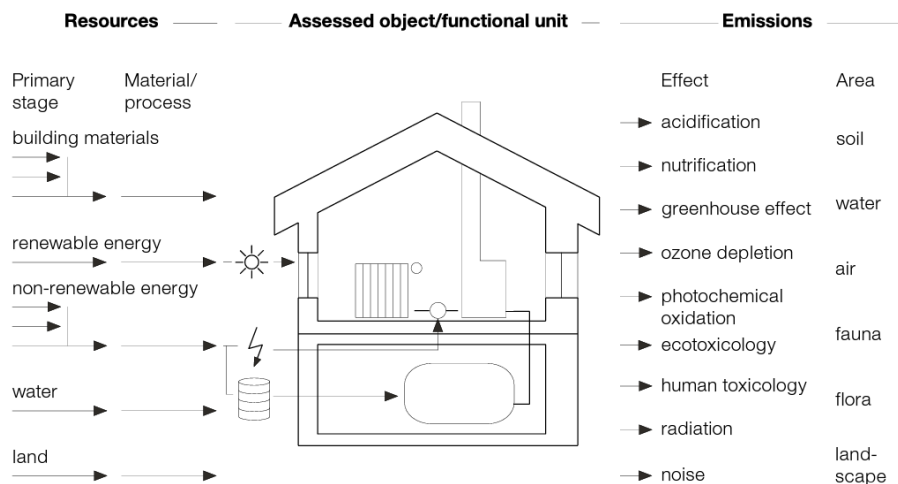 Resources
Assessed object/functional unit
Emissions
Primary
stage
Material/
process
building materials
renewable energy
non-renewable energy
water
land
Effect
acidification
nutrification
greenhouse effect
ozone depletion
photochemical
oxidation
ecotoxicology
human toxicology
radiation
noise
Area
soil
water
air
fauna
flora
land-
scape